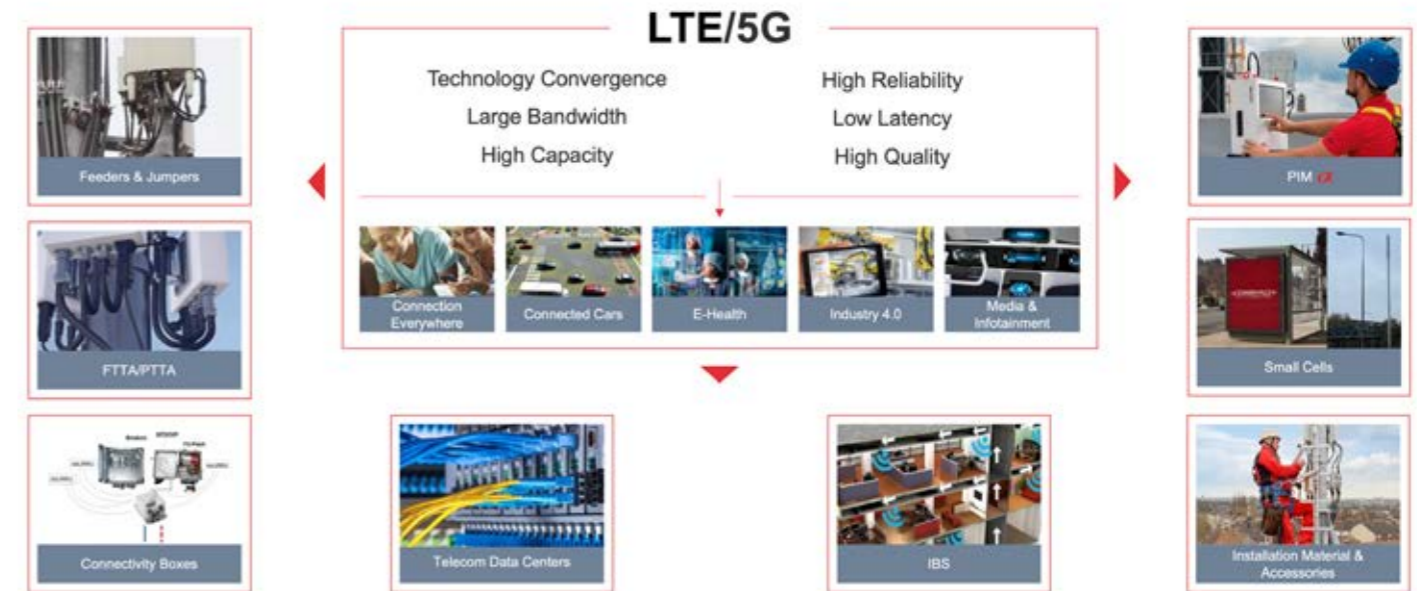 LTE/5G
Technology Convergence
Large Bandwidth
High Capacity
High Reliability
Low Latency
High Quality
Connection
Everywhere
Connected Cars
E-Health
Industry 4.0
Media &
Infotainment
Feeders & Jumpers
FTTA/PTTA
Connectivity Boxes
Telecom Data Centers
IBS
PIM α
Small Cells
Installation Material &
Accessories